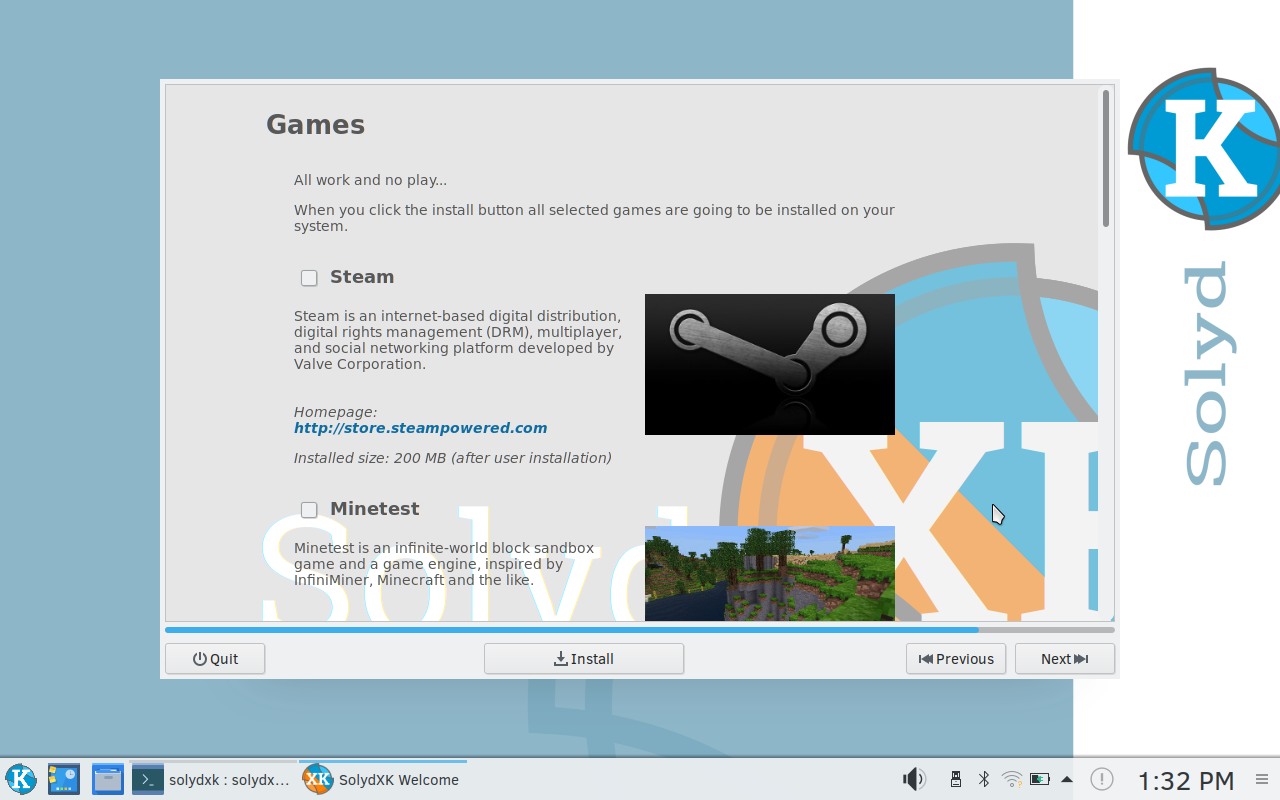 Games
All work and no play...
When you click the install button all selected games are going to be installed on your
system.
Steam
Steam is an internet-based digital distribution,
digital rights management (DRM), multiplayer,
and social networking platform developed by
Valve Corporation.
Homepage:
http://store.steampowered.com
Installed size: 200 MB (after user installation)
Minetest
Minetest is an infinite-world block sandbox
game and a game engine, inspired by
InfiniMiner, Minecraft and the like.
Solyd
XK
Quit
Install
Previous
Next
K
Solyd
K
solydxk : solydx...
XK
SolydXK Welcome
1:32 PM